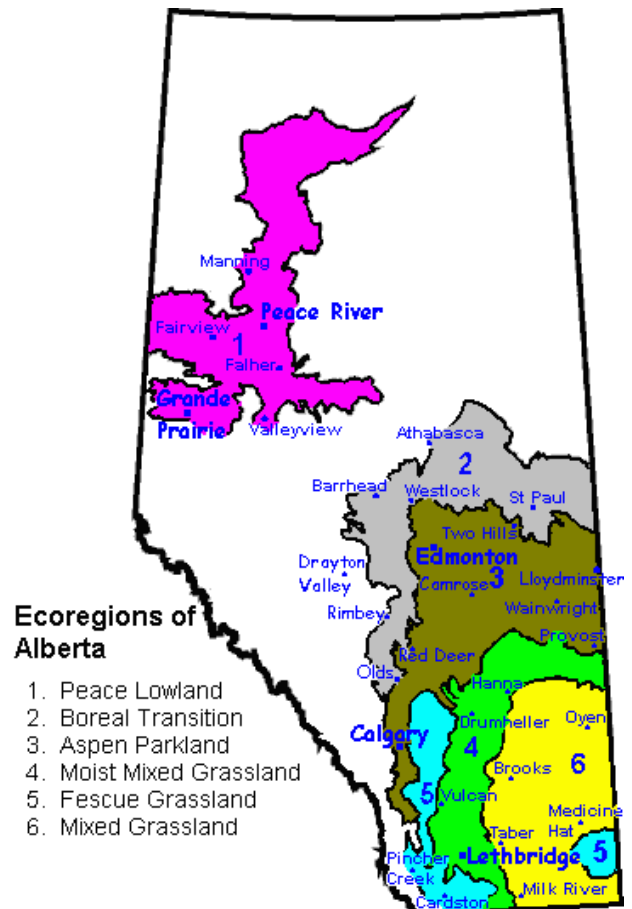 Manning
Peace River
Fairview
1
Falher
Grande
Prairie
Valleyview
Athabasca
2
Barrhead
Westlock
St Paul
Two Hills
Edmonton
Drayton
Valley
Camrose
3
Lloydminster
Wainwright
Rimbey
Provost
Red Deer
Olds
Hanna
Drumheller
Oyen
Calgary
4
6
Brooks
5
Vulcan
Medicine
Hat
Taber
Lethbridge
5
Pincher
Creek
Milk River
Cardston
Ecoregions of
Alberta
1. Peace Lowland
2. Boreal Transition
3. Aspen Parkland
4. Moist Mixed Grassland
5. Fescue Grassland
6. Mixed Grassland